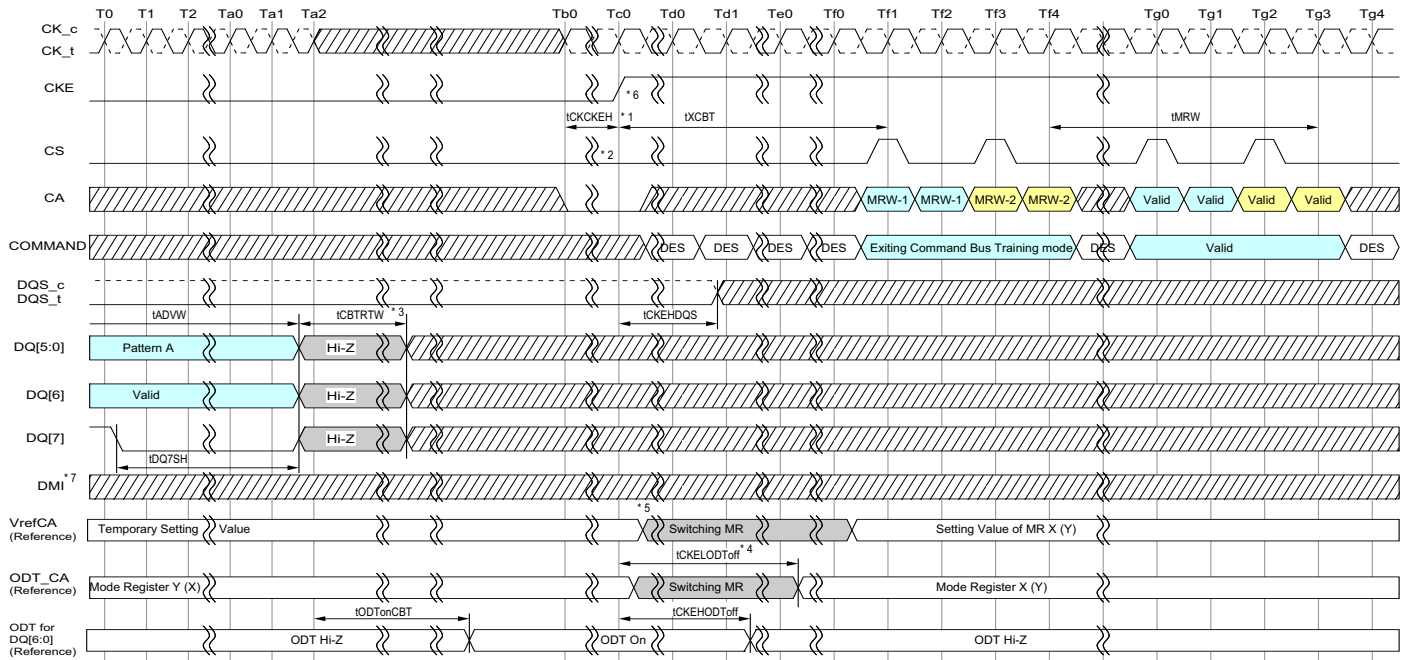 T0 T1 T2 Ta0 Ta1 Ta2 Tb0 Tc0 Td0 Td1 Te0 Tf0 Tf1 Tf2 Tf3 Tf4 Tg0 Tg1 Tg2 Tg3 Tg4
CK_c
CK_t
CKE
* 6
tCKCKEH * 1 tXCBT tMRW
CS
* 2
CA MRW-1 MRW-1 MRW-2 MRW-2 Valid Valid Valid Valid
COMMAND DES DES DES DES Exiting Command Bus Training mode DES Valid DES
DQS_c
DQS_t
tADVW tCBTRTW * 3 tCKEHDQS
DQ[5:0] Pattern A Hi-Z
DQ[6] Valid Hi-Z
DQ[7] Hi-Z
tDQ7SH
DMI * 7
* 5
VrefCA
(Reference)
Temporary Setting Value Switching MR Setting Value of MR X (Y)
tCKELODToff * 4
ODT_CA
(Reference)
Mode Register Y (X) Switching MR Mode Register X (Y)
tODTonCBT tCKEHODToff
ODT for
DQ[6:0]
(Reference)
ODT Hi-Z ODT On ODT Hi-Z